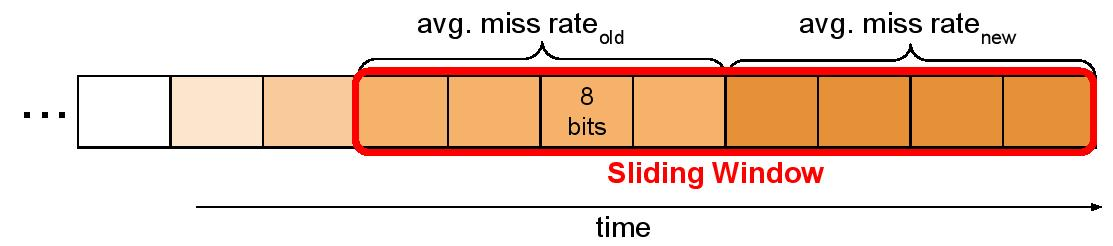 avg. miss rate old
avg. miss rate new
...
8
bits
Sliding Window
time